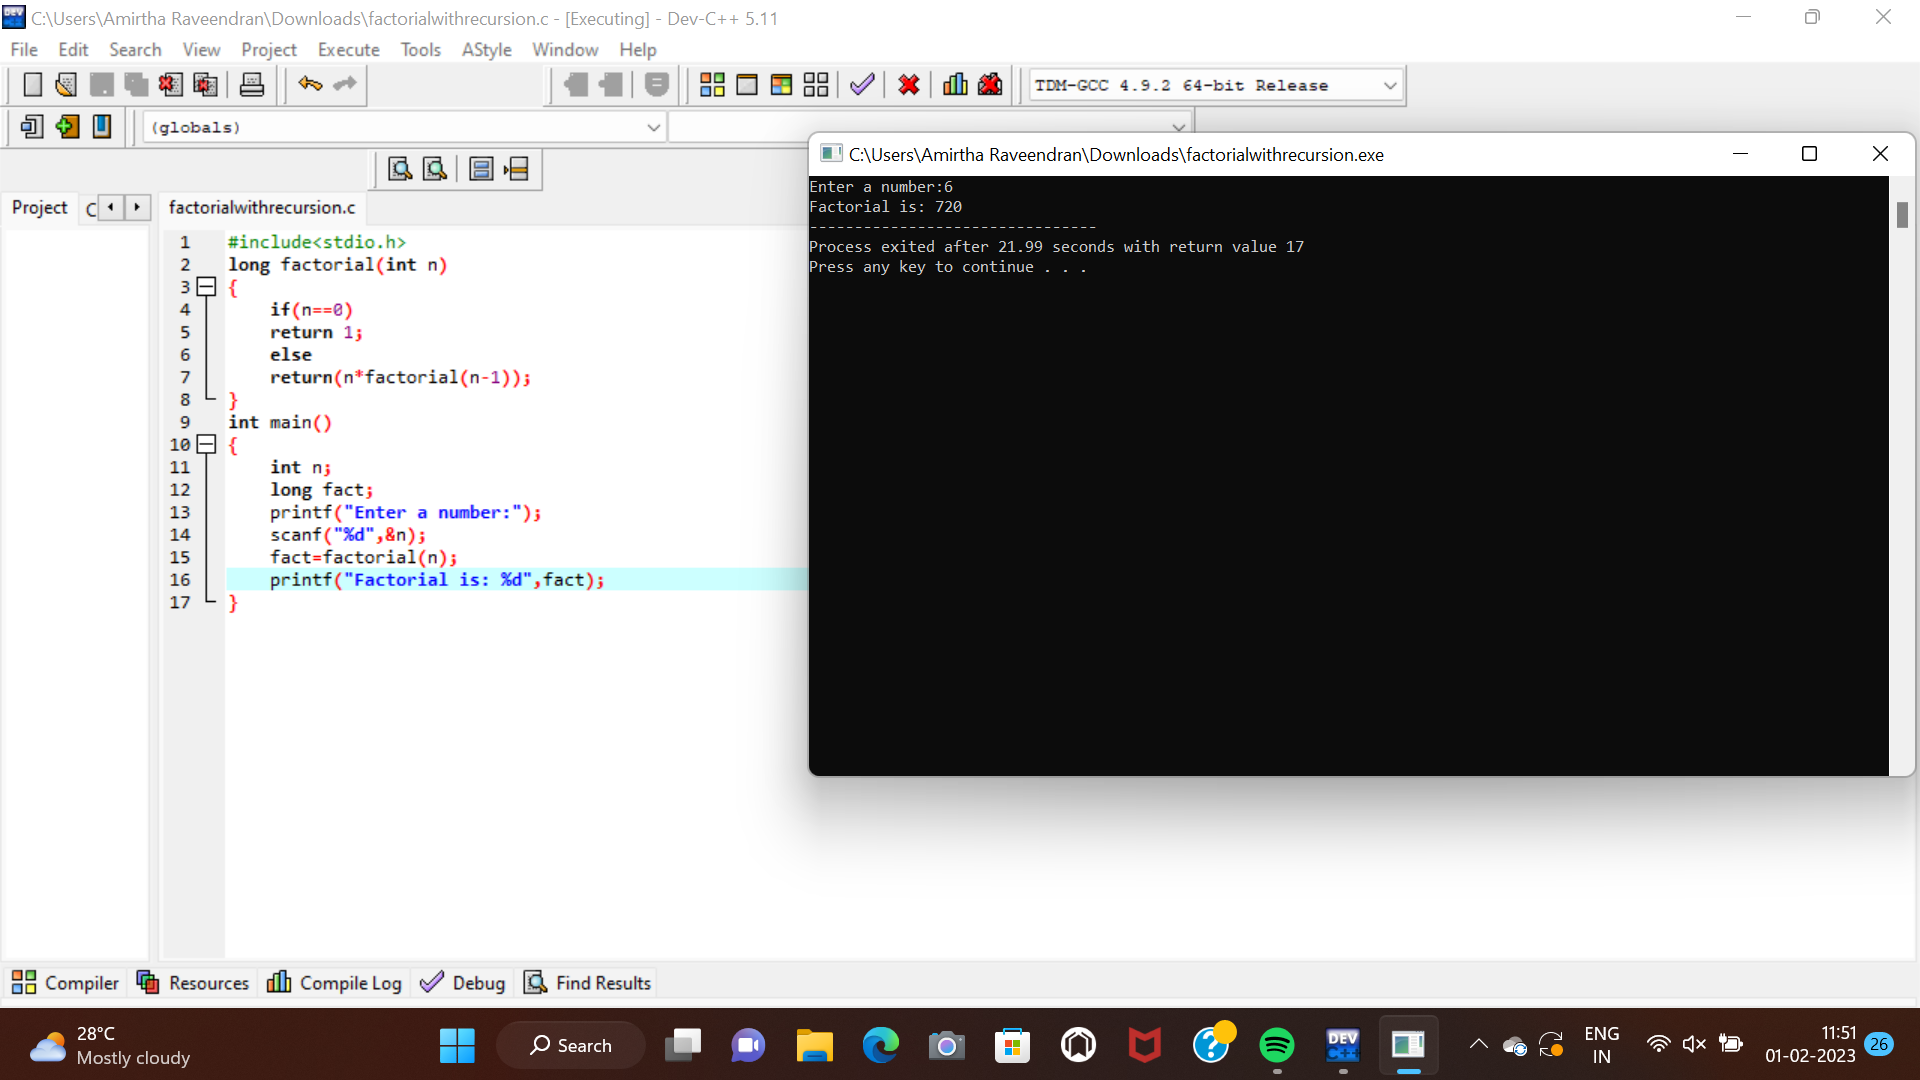 C:\Users\Amirtha Raveendran\Downloads\factorialwithrecursion.c - [Executing] - Dev-C++ 5.11
File Edit Search View Project Execute Tools AStyle Window Help
TDM-GCC 4.9.2 64-bit Release
(globals)
C:\Users\Amirtha Raveendran\Downloads\factorialwithrecursion.exe
Enter a number:6
Factorial is: 720
--------------------------------
Process exited after 21.99 seconds with return value 17
Press any key to continue . . .
Project C factorialwithrecursion.c
1 #include<stdio.h>
2 long factorial(int n)
3 {
4 if(n==0)
5 return 1;
6 else
7 return(n*factorial(n-1));
8 }
9 int main()
10 {
11 int n;
12 long fact;
13 printf("Enter a number:");
14 scanf("%d",&n);
15 fact=factorial(n);
16 printf("Factorial is: %d",fact);
17 }
Compiler Resources Compile Log Debug Find Results
28°C
Mostly cloudy
Search
DEV
C++
ENG
IN
11:51
01-02-2023
26